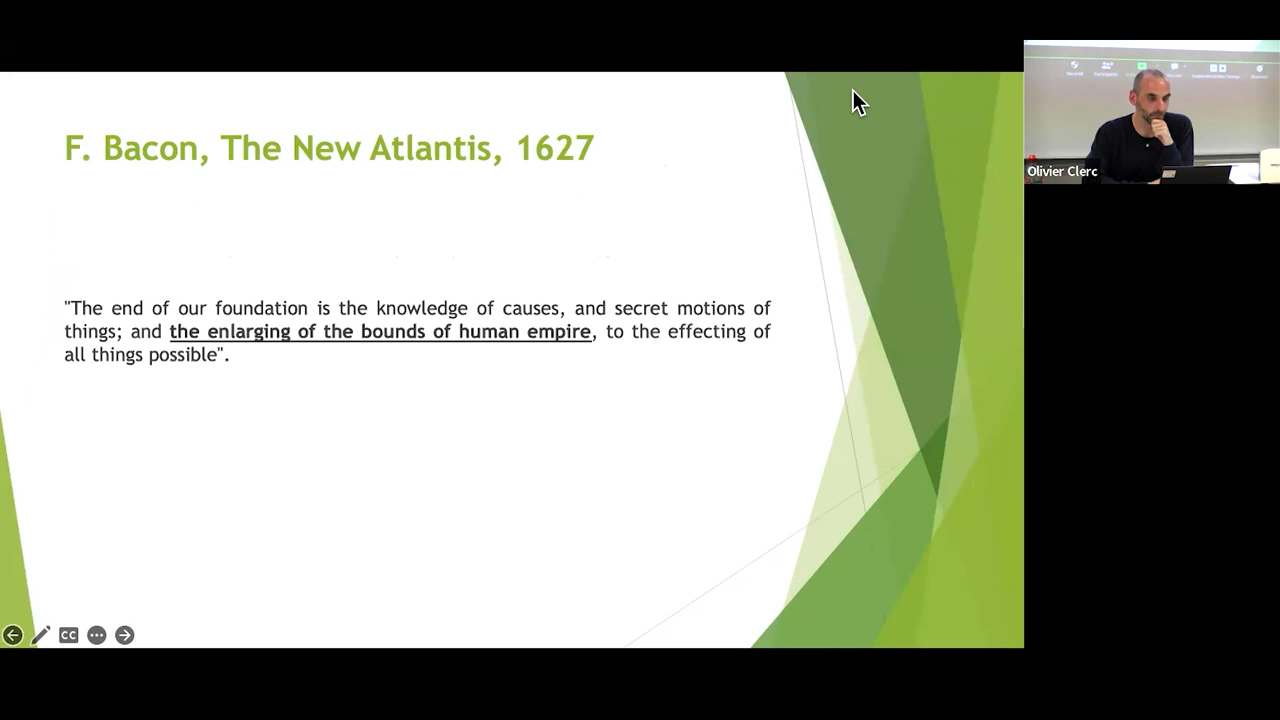 F. Bacon, The New Atlantis, 1627
"The end of our foundation is the knowledge of causes, and secret motions of
things; and the enlarging of the bounds of human empire, to the effecting of
all things possible".
CC
Olivier Clerc